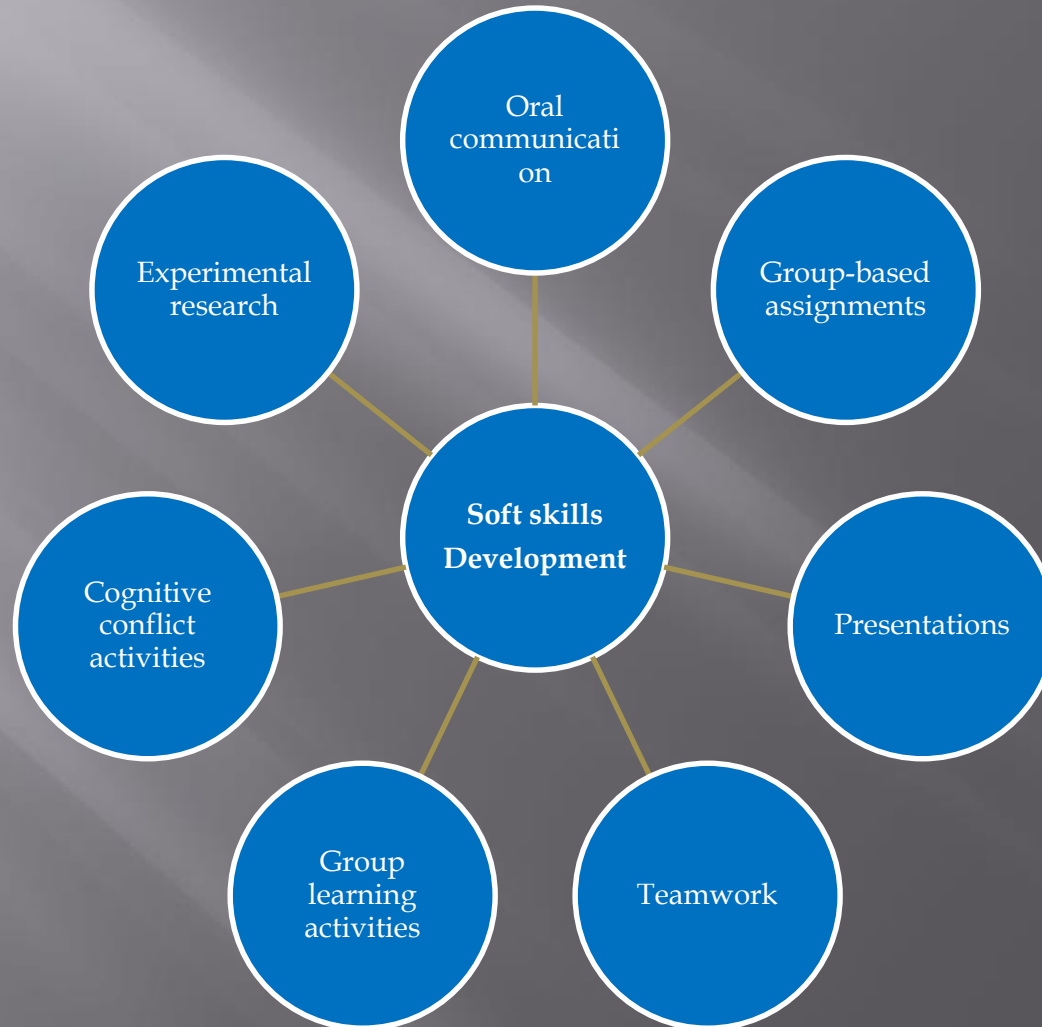 Oral
communicati
on
Experimental
research
Group-based
assignments
Soft skills
Development
Cognitive
conflict
activities
Presentations
Group
learning
activities
Teamwork